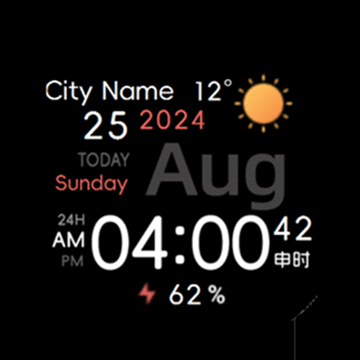 City Name 12°
25 2024
TODAY Aug
Sunday
24H
AM 04:00 42
PM 申时
62%